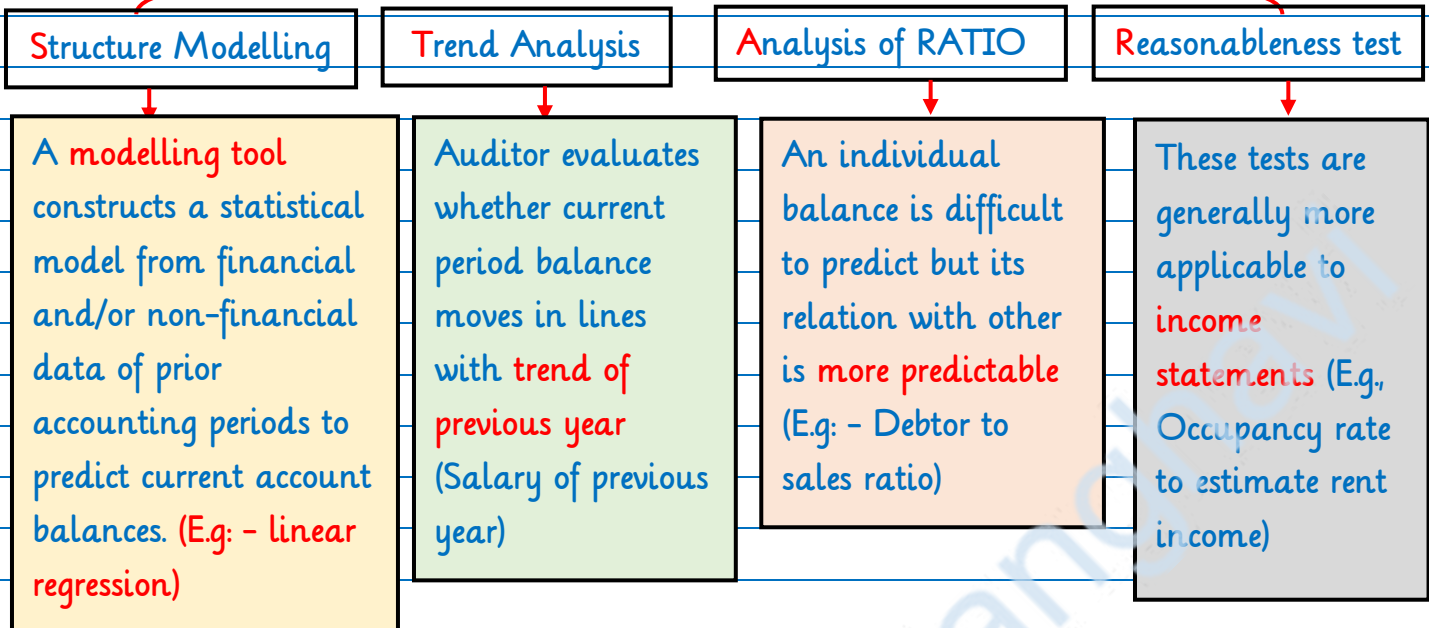 Structure Modelling
Trend Analysis
Analysis of RATIO
Reasonableness test
A modelling tool
constructs a statistical
model from financial
and/or non-financial
data of prior
accounting periods to
predict current account
balances. (E.g: - linear
regression)
Auditor evaluates
whether current
period balance
moves in lines
with trend of
previous year
(Salary of previous
year)
An individual
balance is difficult
to predict but its
relation with other
is more predictable
(E.g: - Debtor to
sales ratio)
These tests are
generally more
applicable to
income
statements (E.g.,
Occupancy rate
to estimate rent
income)